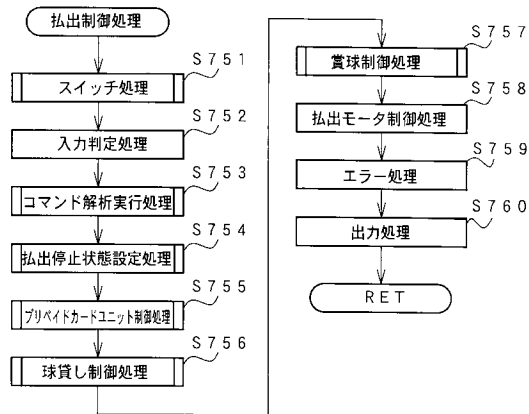 払出制御処理
S751
スイッチ処理
S752
入力判定処理
S753
コマンド解析実行処理
S754
払出停止状態設定処理
S755
プリペイドカードユニット制御処理
S756
球貸し制御処理
S757
賞球制御処理
S758
払出モータ制御処理
S759
エラー処理
S760
出力処理
RET